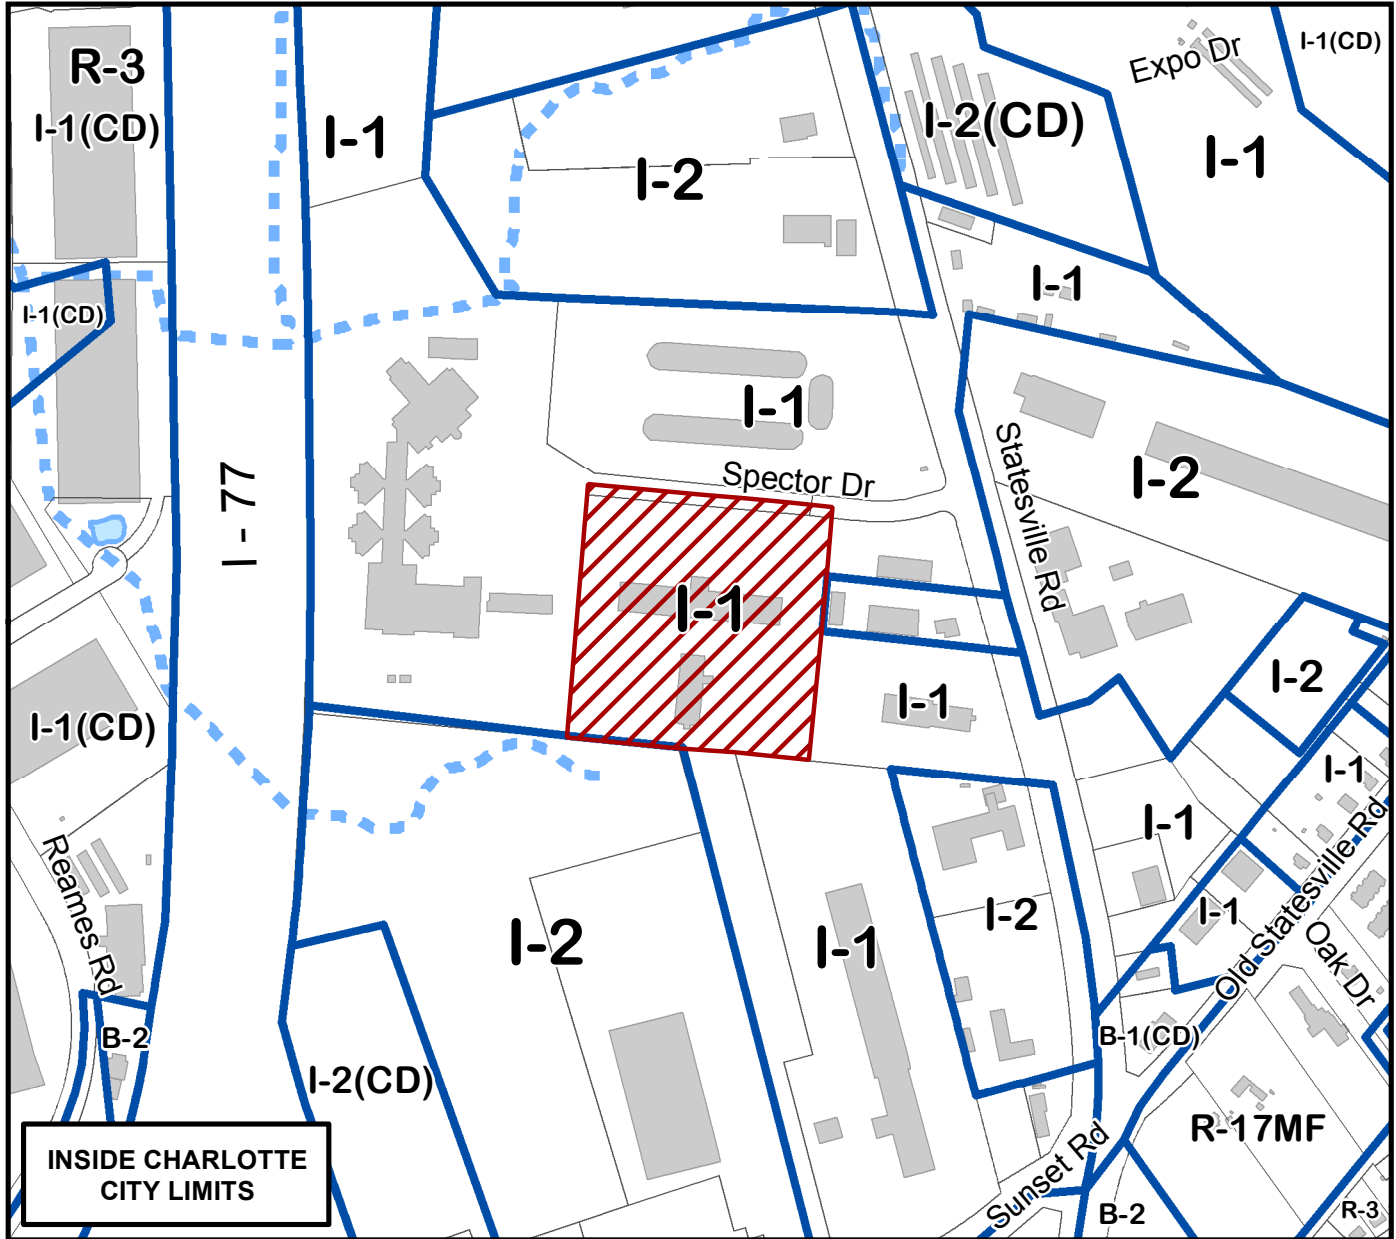 R-3
I-1(CD)
I-1
I-2
I-2(CD)
Expo Dr
I-1
I-1(CD)
I-1(CD)
I-1
I-1
Spector Dr
I - 77
Statesville Rd
I-2
I-1
I-1
I-2
I-1(CD)
I-1
I-1
Reames Rd
I-2
I-1
I-2
I-1
Old Statesville Rd
Oak Dr
B-2
I-2(CD)
B-1(CD)
R-17MF
Sunset Rd
B-2
R-3
INSIDE CHARLOTTE
CITY LIMITS